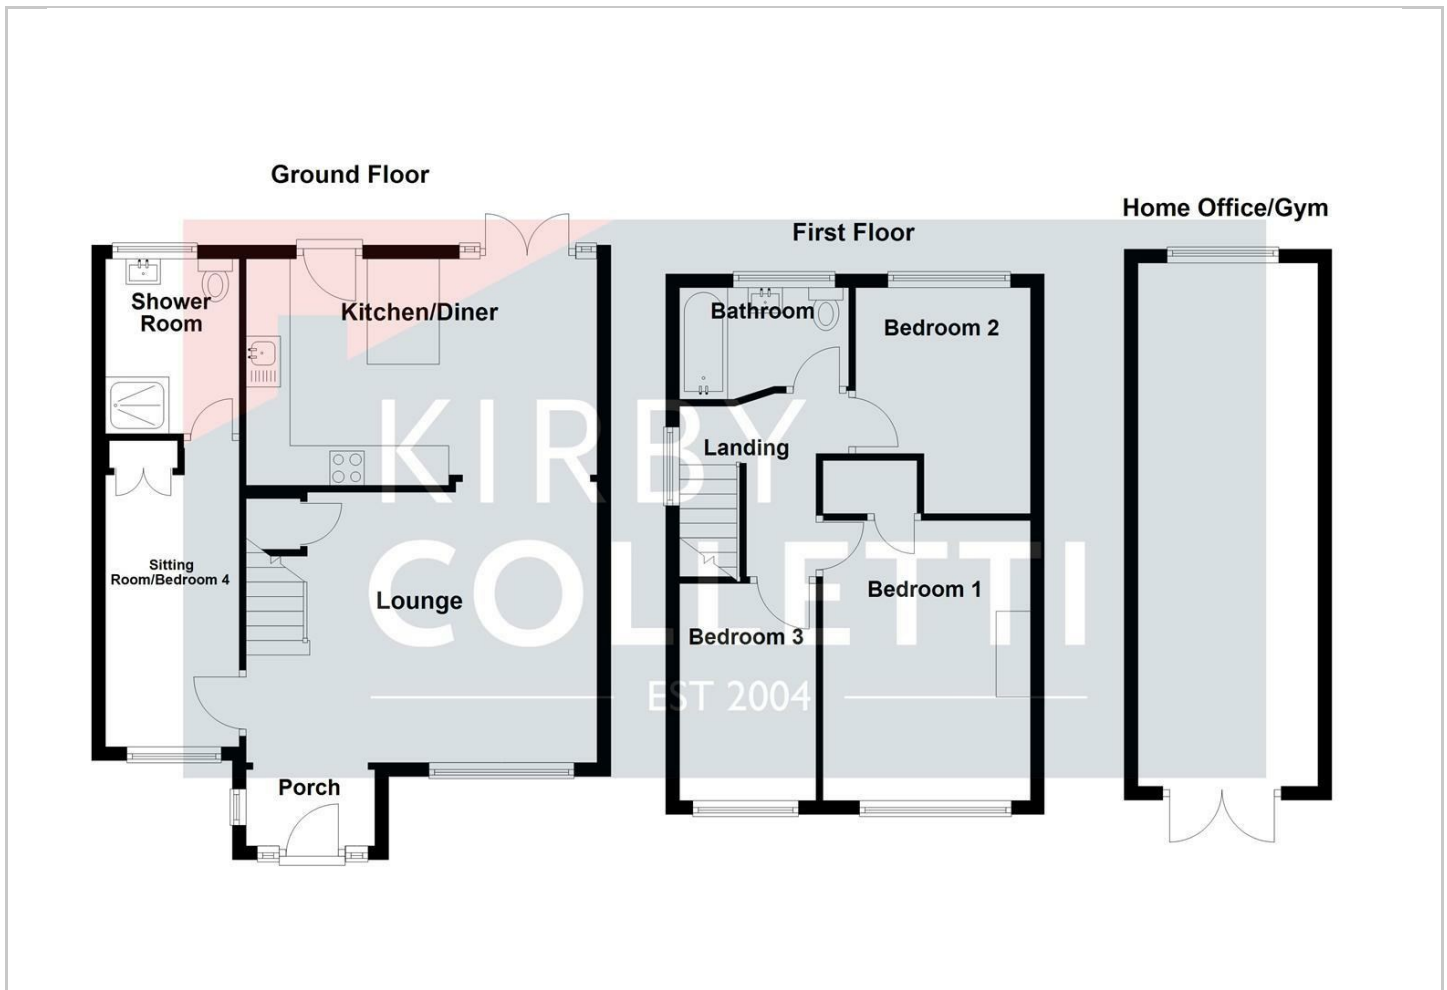 Ground Floor
Shower
Room
Kitchen/Diner
Sitting
Room/Bedroom 4
Lounge
Porch
First Floor
Bathroom
Bedroom 2
Landing
Bedroom 1
Bedroom 3
Home Office/Gym
KIRBY
COLLETTI
EST 2004